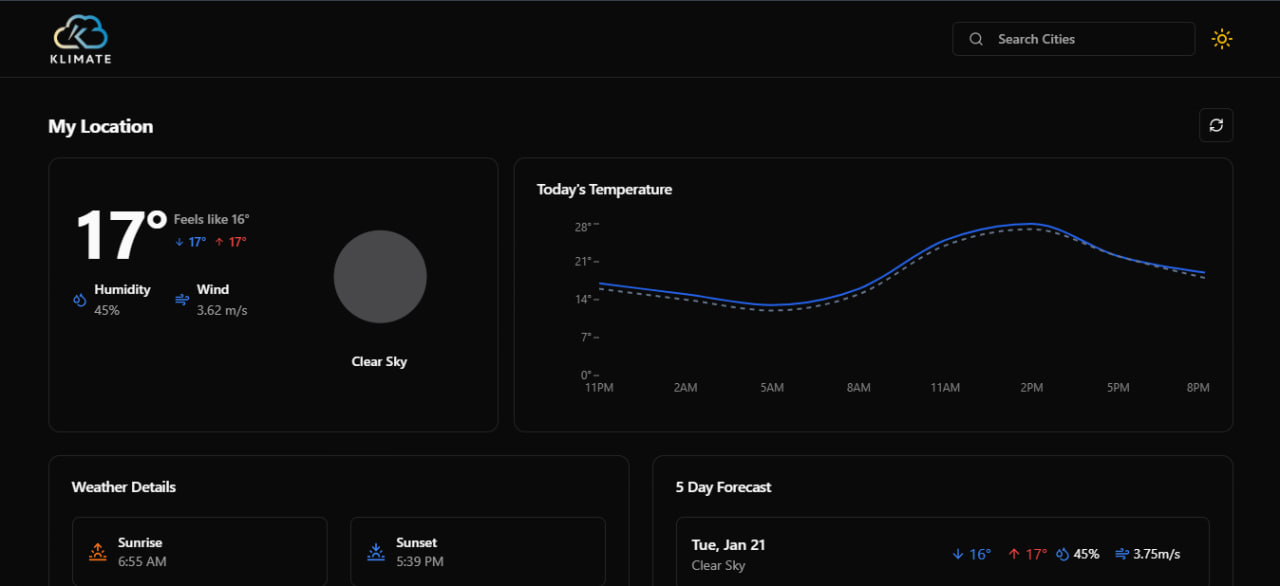 KLIMATE
Search Cities
My Location
17°
Feels like 16°
17° 17°
Humidity
45%
Wind
3.62 m/s
Clear Sky
Today's Temperature
28°
21°
14°
7°
0°
11PM 2AM 5AM 8AM 11AM 2PM 5PM 8PM
Weather Details
Sunrise
6:55 AM
Sunset
5:39 PM
5 Day Forecast
Tue, Jan 21
Clear Sky
16° 17° 45% 3.75m/s